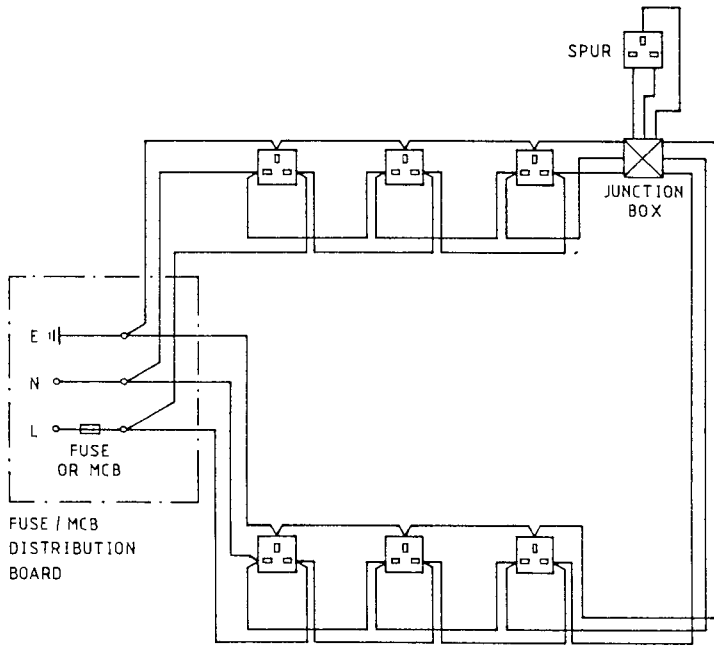 SPUR
JUNCTION
BOX
E
N
L
FUSE
OR MCB
FUSE / MCB
DISTRIBUTION
BOARD